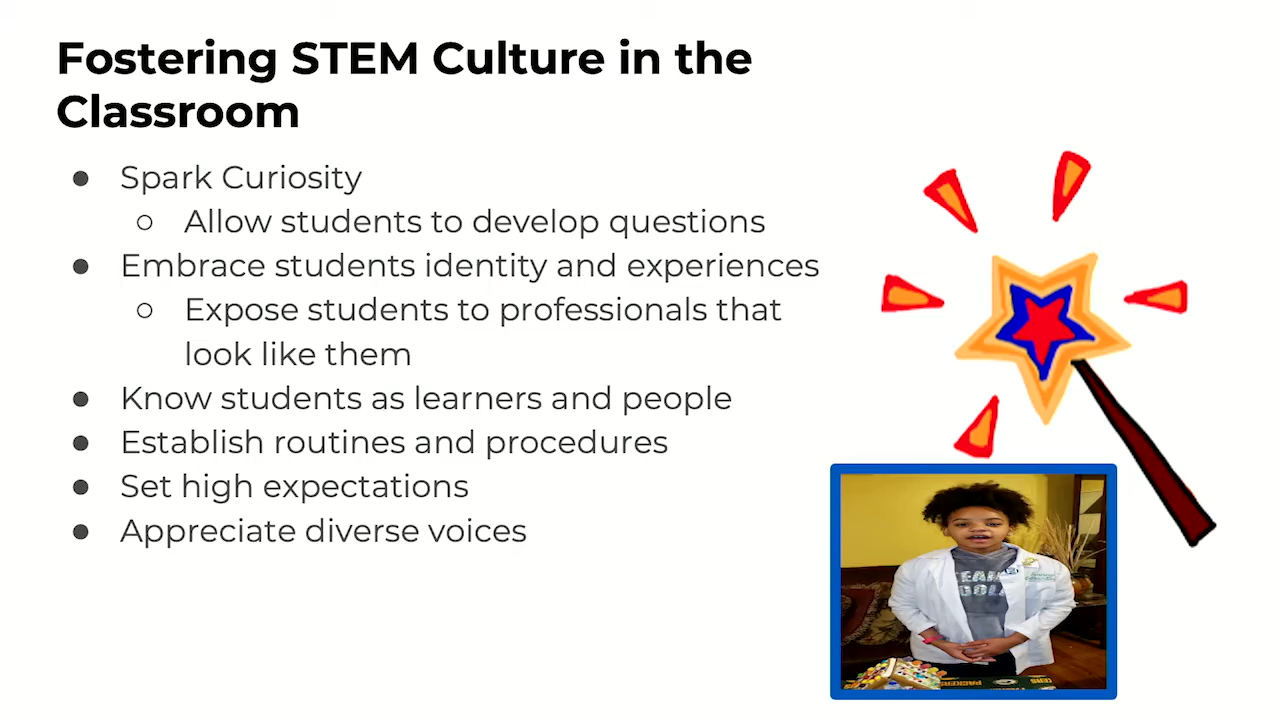 Fostering STEM Culture in the
Classroom
● Spark Curiosity
○ Allow students to develop questions
● Embrace students identity and experiences
○ Expose students to professionals that
look like them
● Know students as learners and people
● Establish routines and procedures
● Set high expectations
● Appreciate diverse voices
TEAM
PACKERS